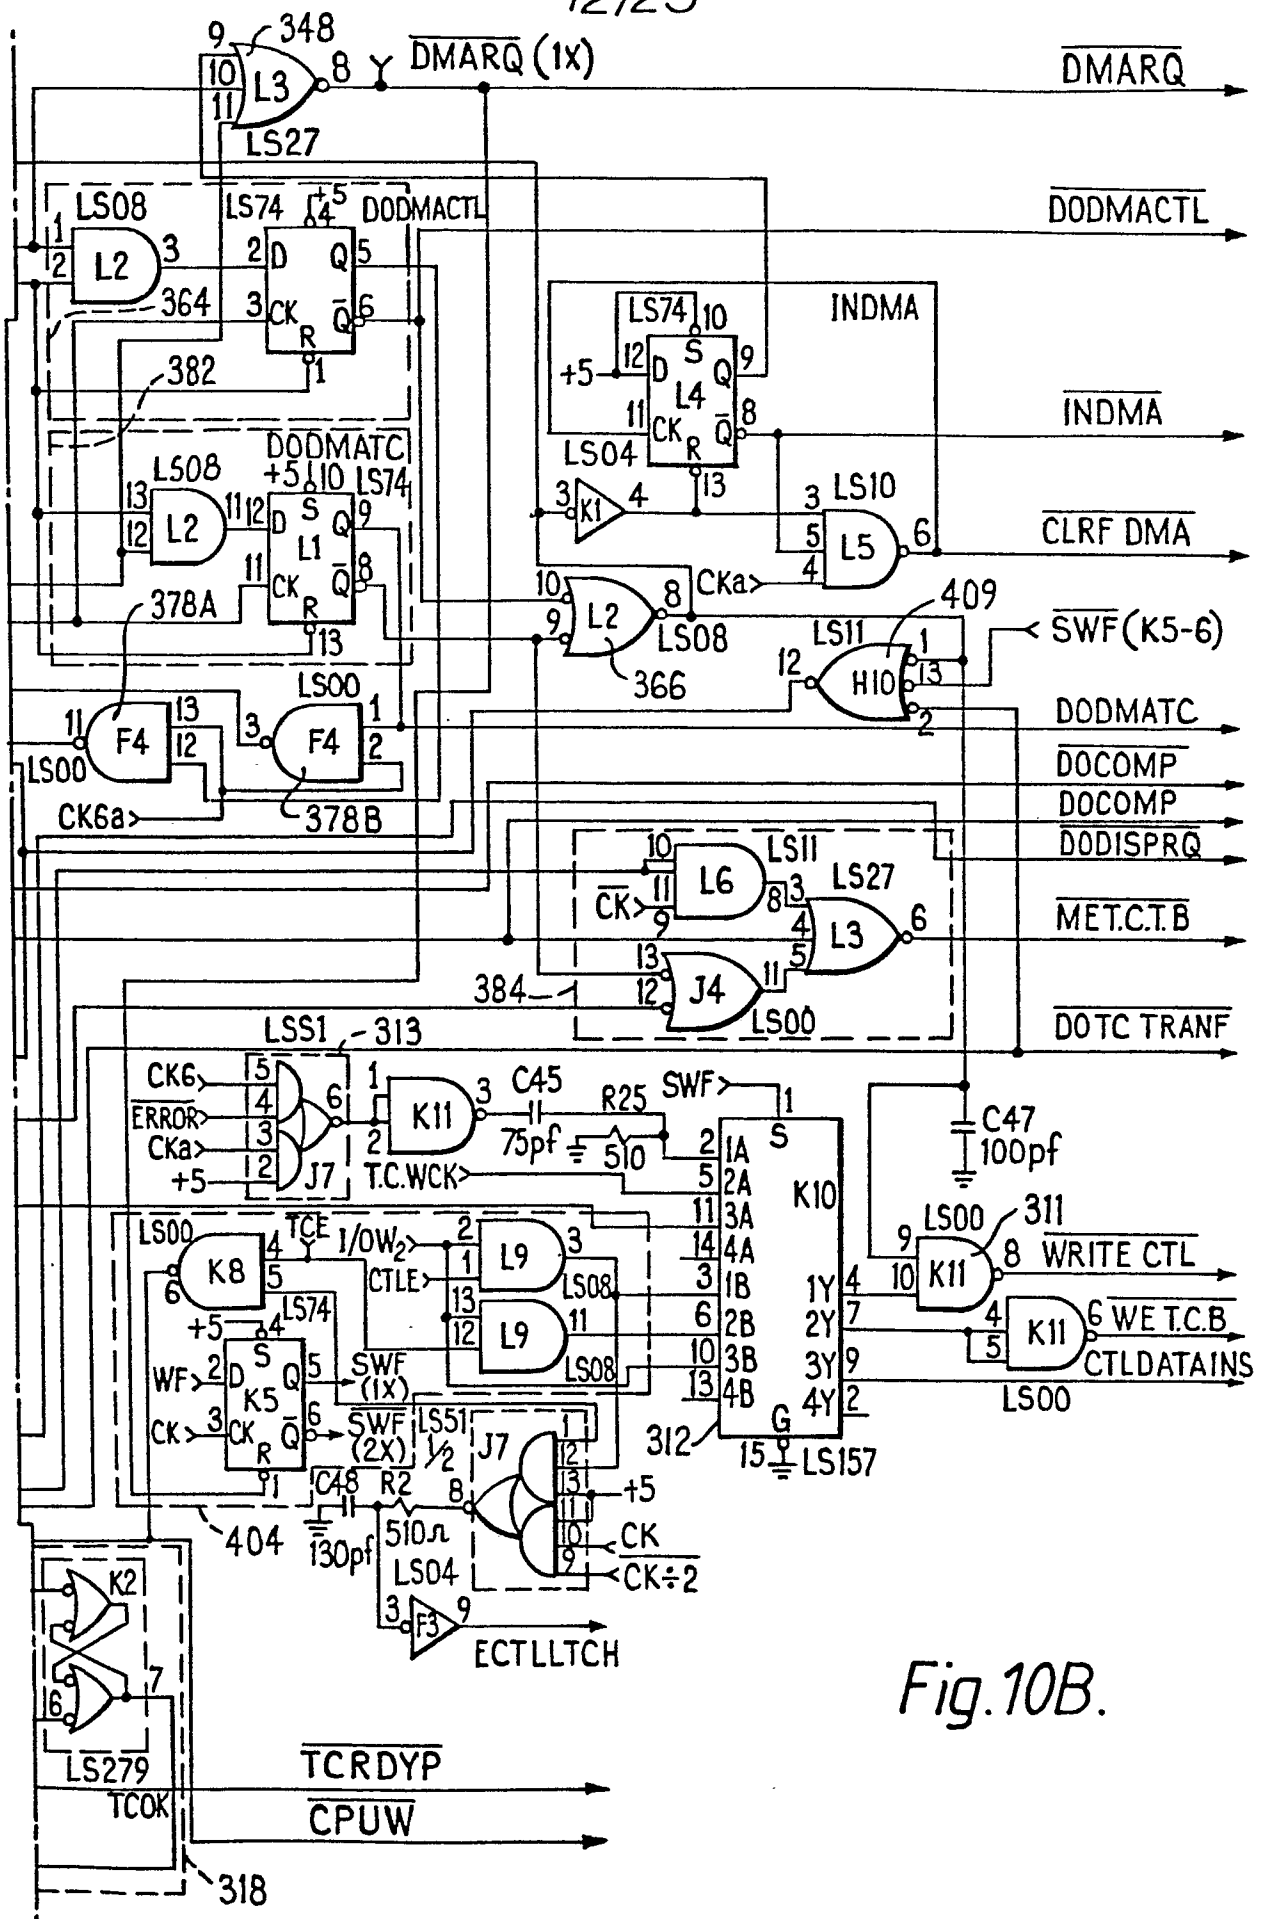 12/23
9
348
10
L3
8
DMARQ (1X)
DMARQ
11
LS27
LS08
LS74
+5
4
DODMACTL
DODMACTL
1
2
L2
3
2
D
Q
5
364
3
CK
R
Q
6
1
INDMA
LS74
10
+5
12
D
S
Q
9
L4
11
CK
Q
8
INDMA
R
13
LS04
382
DODMATC
+5
10
LS74
LS08
13
12
L2
11
12
D
S
Q
9
L1
11
CK
Q
8
R
13
3
K1
4
LS10
3
5
4
L5
6
CLRF DMA
CKa
10
9
L2
8
LS08
366
409
LS11
1
13
2
12
H10
SWF (K5-6)
378A
LS00
11
F4
13
12
LS00
3
F4
1
2
378B
CK6a
DODMATC
DOCOMP
DOCOMP
DODISPRQ
10
11
9
L6
LS11
8
CK
LS27
3
4
5
L3
6
MET.C.T.B
13
12
J4
11
LS00
384
DOTC TRANF
LSS1
313
CK6
5
ERROR
4
CKa
3
+5
2
6
J7
1
2
K11
3
C45
75pf
R25
510
T.C.WCK
SWF
1
S
2
1A
5
2A
11
3A
14
4A
3
1B
6
2B
10
3B
13
4B
K10
1Y
4
2Y
7
3Y
9
4Y
2
G
15
312
LS157
C47
100pf
LS00
311
9
10
K11
8
WRITE CTL
4
5
K11
6
WE T.C.B
CTLDATAINS
LS00
LS00
K8
6
4
5
TCE
I/OW2
CTLE
2
1
L9
3
LS08
13
12
L9
11
LS08
LS74
+5
4
WF
2
D
S
Q
5
SWF
(1X)
K5
CK
3
CK
Q
6
SWF
(2X)
R
1
LS51
1/2
J7
1
12
13
11
10
9
8
+5
CK
CK÷2
404
C48
130pf
R2
510Ω
LS04
3
F3
9
ECTLLTCH
K2
6
7
LS279
TCOK
TCRDYP
CPUW
318
Fig.10B.